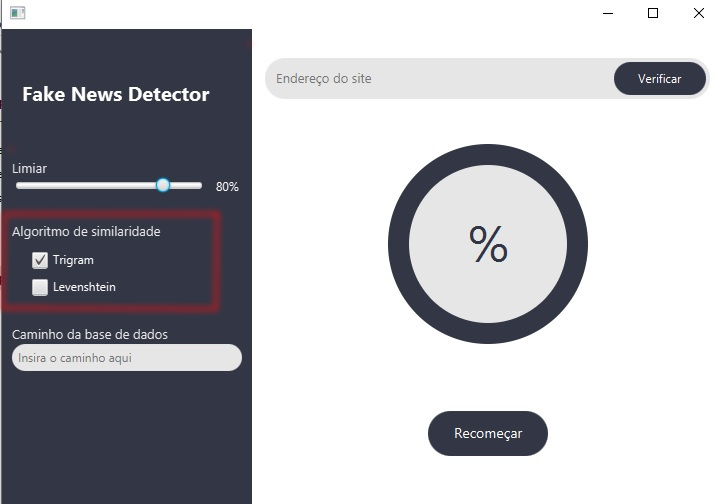 Fake News Detector
Limiar
80%
Algoritmo de similaridade
Trigram
Levenshtein
Caminho da base de dados
Insira o caminho aqui
Endereço do site
Verificar
%
Recomeçar